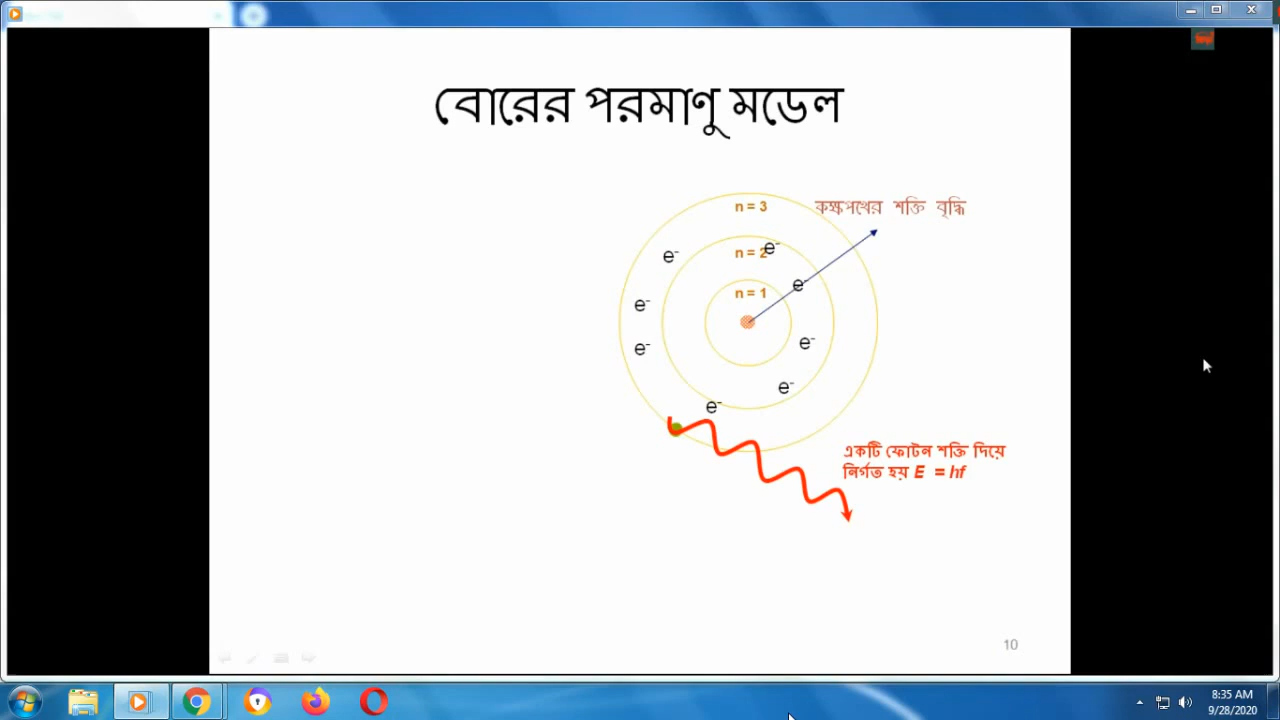 বোরের পরমাণু মডেল
n = 3
কক্ষপথের শক্তি বৃদ্ধি
e-
n = 2
e-
e-
n = 1
e-
e-
e-
e-
e-
একটি ফোটন শক্তি দিয়ে
নির্গত হয় E = hf
10
8:35 AM
9/28/2020